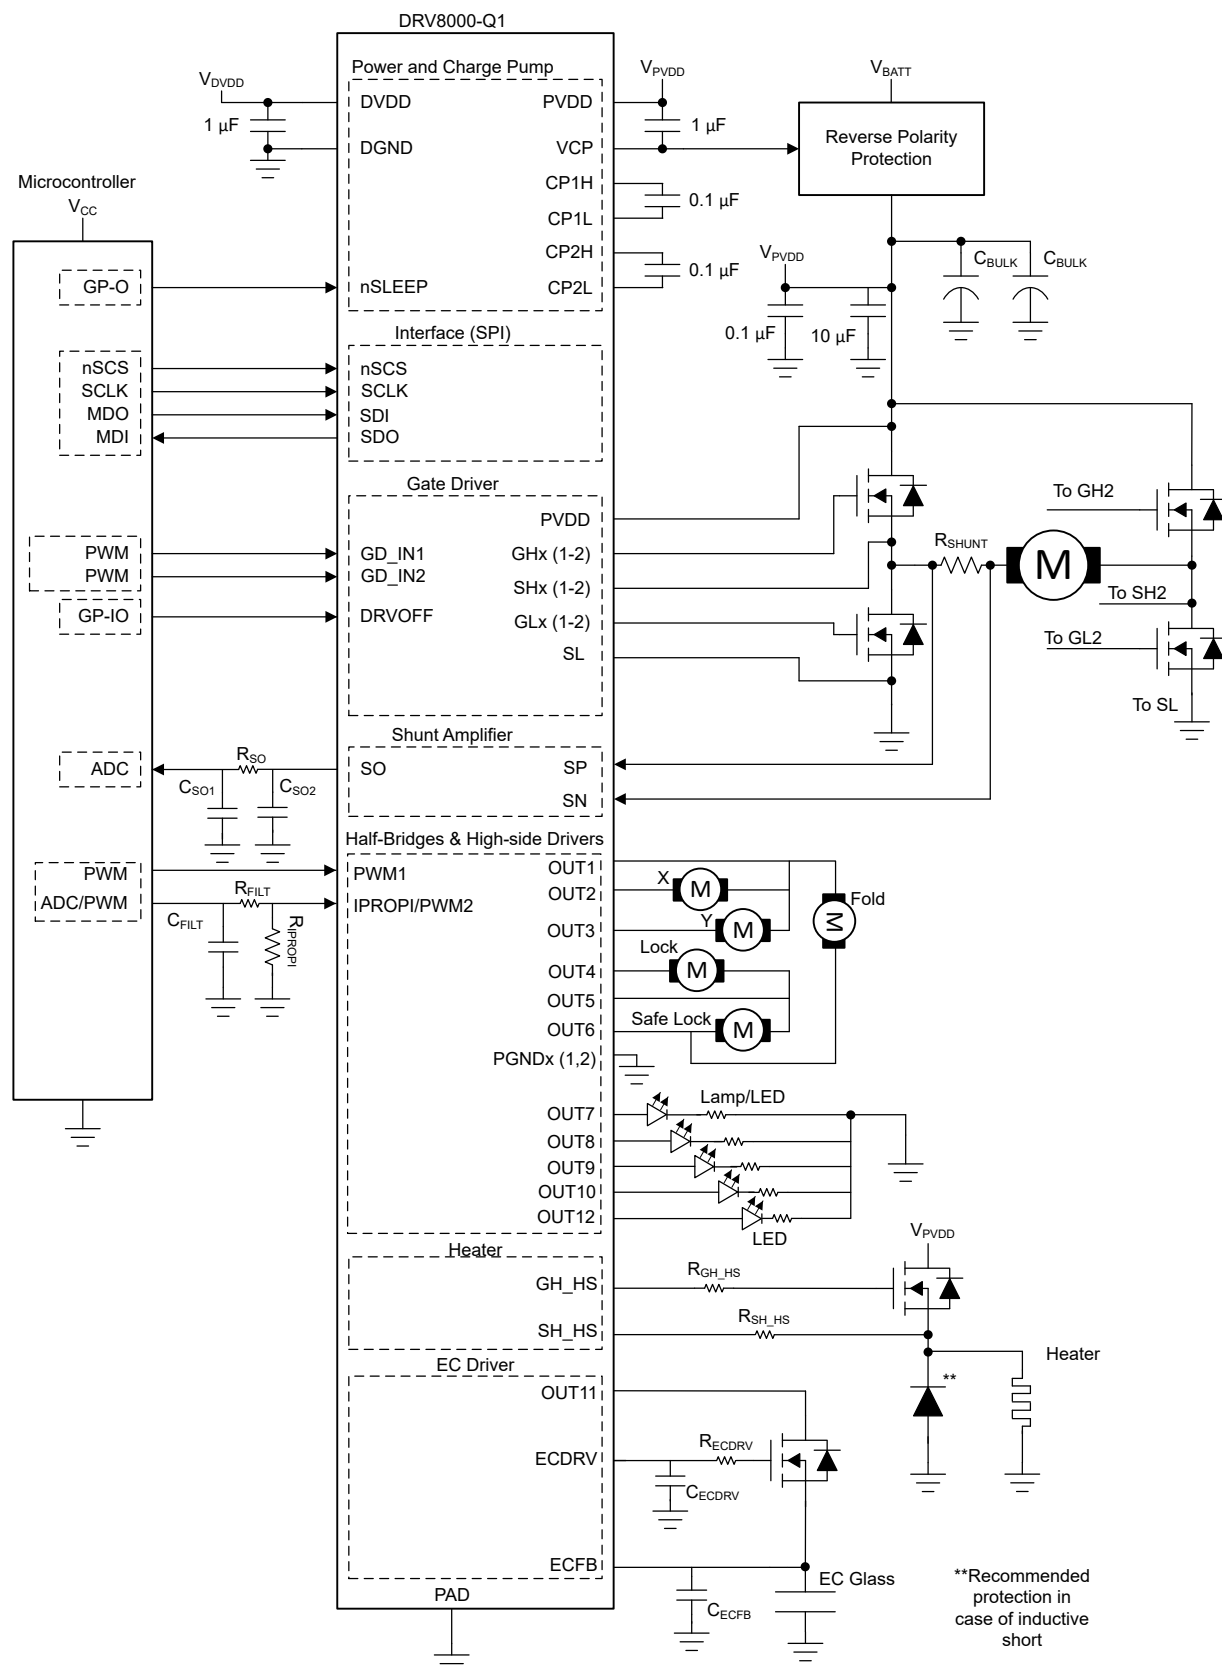 DRV8000-Q1
Power and Charge Pump
V_DVDD
1 µF
DVDD
DGND
nSLEEP
PVDD
VCP
CP1H
CP1L
CP2H
CP2L
V_PVDD
1 µF
0.1 µF
0.1 µF
V_BATT
Reverse Polarity
Protection
C_BULK
C_BULK
V_PVDD
0.1 µF
10 µF
Microcontroller
V_CC
GP-O
nSCS
SCLK
MDO
MDI
PWM
PWM
GP-IO
ADC
PWM
ADC/PWM
Interface (SPI)
nSCS
SCLK
SDI
SDO
Gate Driver
GD_IN1
GD_IN2
DRVOFF
PVDD
GHx (1-2)
SHx (1-2)
GLx (1-2)
SL
R_SHUNT
M
To GH2
To SH2
To GL2
To SL
Shunt Amplifier
R_SO
C_SO1
C_SO2
SO
SP
SN
Half-Bridges & High-side Drivers
R_FILT
C_FILT
R_IPROPI
PWM1
IPROPI/PWM2
OUT1
OUT2
OUT3
OUT4
OUT5
OUT6
PGNDx (1,2)
OUT7
OUT8
OUT9
OUT10
OUT12
X
M
Y
M
Fold
M
Lock
M
Safe Lock
M
Lamp/LED
LED
Heater
GH_HS
SH_HS
R_GH_HS
R_SH_HS
V_PVDD
Heater
**
EC Driver
OUT11
ECDRV
ECFB
R_ECDRV
C_ECDRV
C_ECFB
EC Glass
PAD
**Recommended
protection in
case of inductive
short